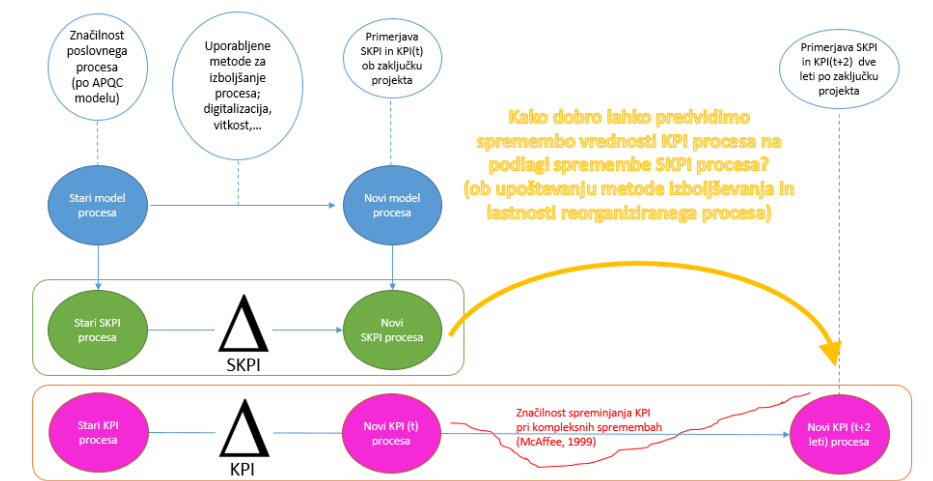 Značilnost
poslovnega
procesa
(po APQC
modelu)
Uporabljene
metode za
izboljšanje
procesa;
digitalizacija,
vitkost,...
Primerjava
SKPI in KPI(t)
ob zaključku
projekta
Primerjava SKPI
in KPI(t+2) dve
leti po zaključku
projekta
Kako dobro lahko predvidimo
spremembo vrednosti KPI procesa na
podlagi spremembe SKPI procesa?
(ob upoštevanju metode izboljševanja in
lastnosti reorganiziranega procesa)
Stari model
procesa
Novi model
procesa
Stari SKPI
procesa
Δ
SKPI
Novi
SKPI procesa
Stari KPI
procesa
Δ
KPI
Novi KPI (t)
procesa
Značilnost spreminjanja KPI
pri kompleksnih spremembah
(McAffee, 1999)
Novi KPI (t+2
leti) procesa